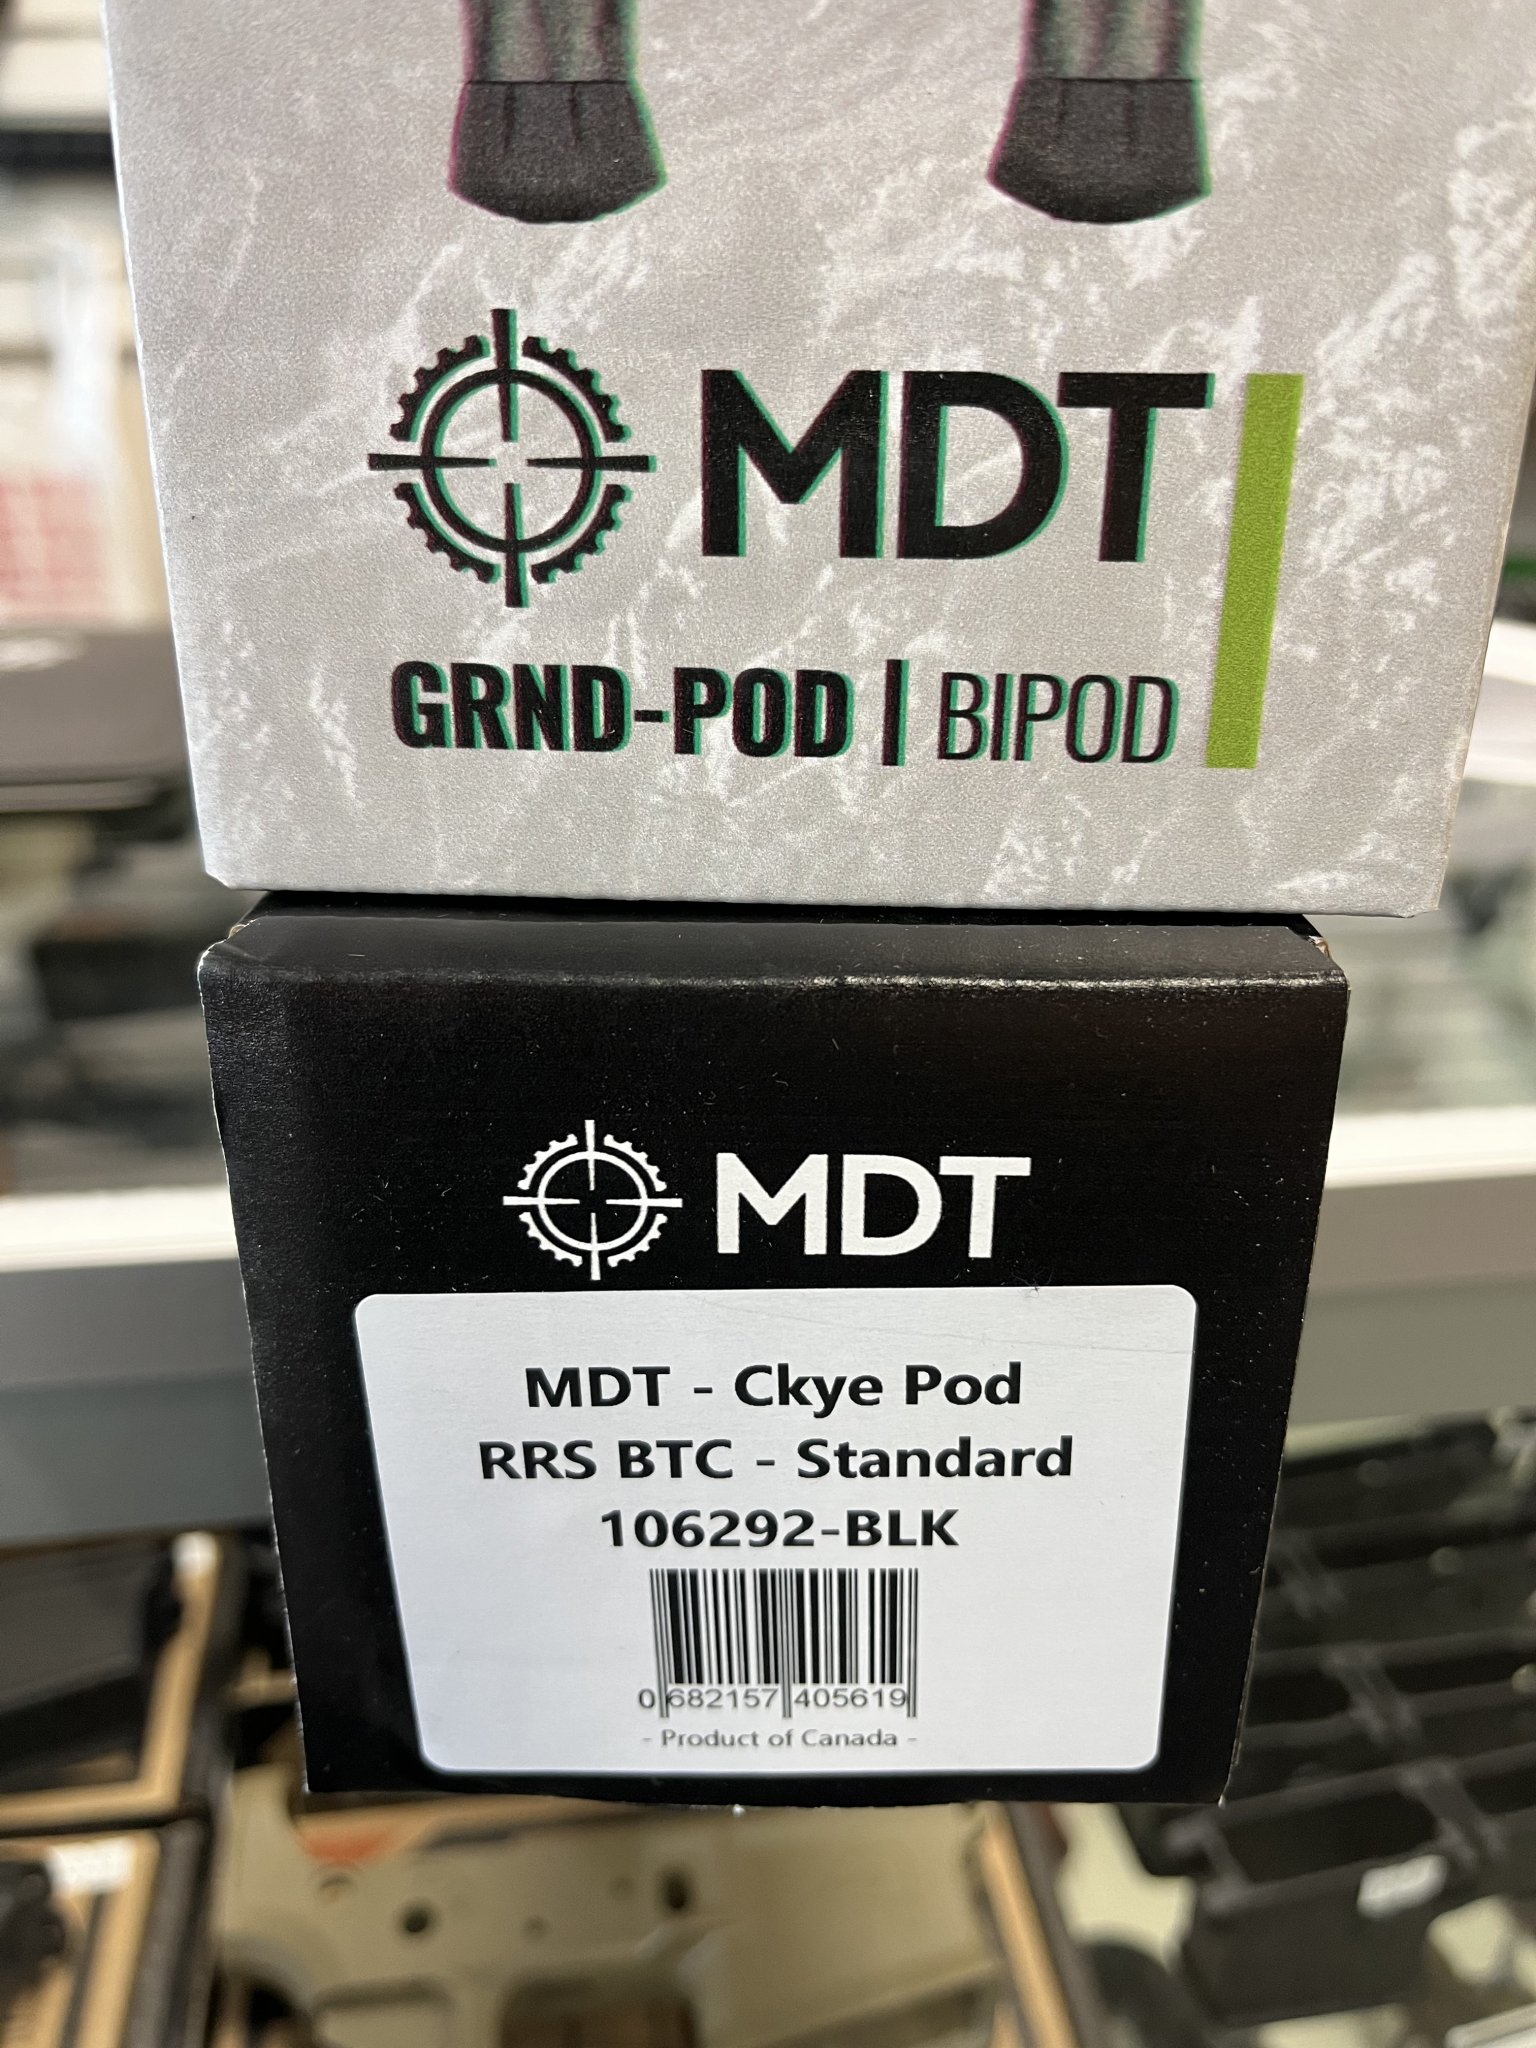 MDT
GRND-POD | BIPOD
MDT
MDT - Ckye Pod
RRS BTC - Standard
106292-BLK
0 682157 405619
- Product of Canada -